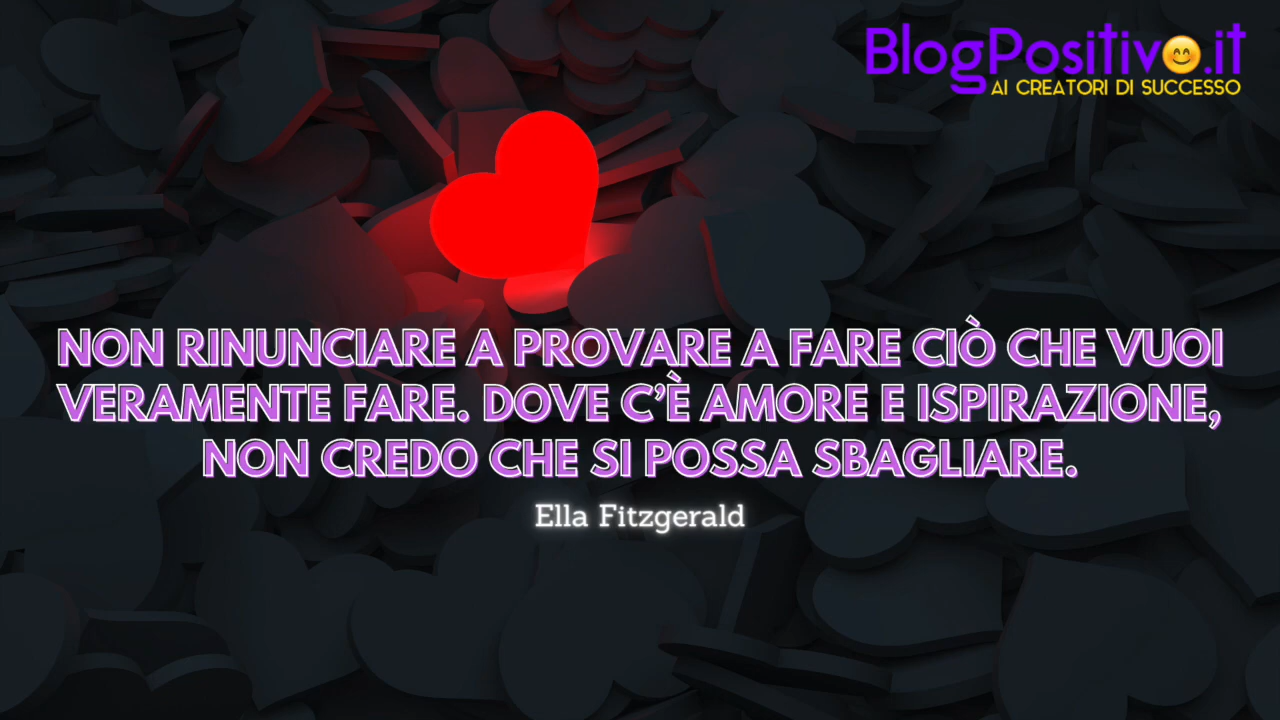 BlogPositivo.it
AI CREATORI DI SUCCESSO
NON RINUNCIARE A PROVARE A FARE CIÒ CHE VUOI
VERAMENTE FARE. DOVE C’È AMORE E ISPIRAZIONE,
NON CREDO CHE SI POSSA SBAGLIARE.
Ella Fitzgerald